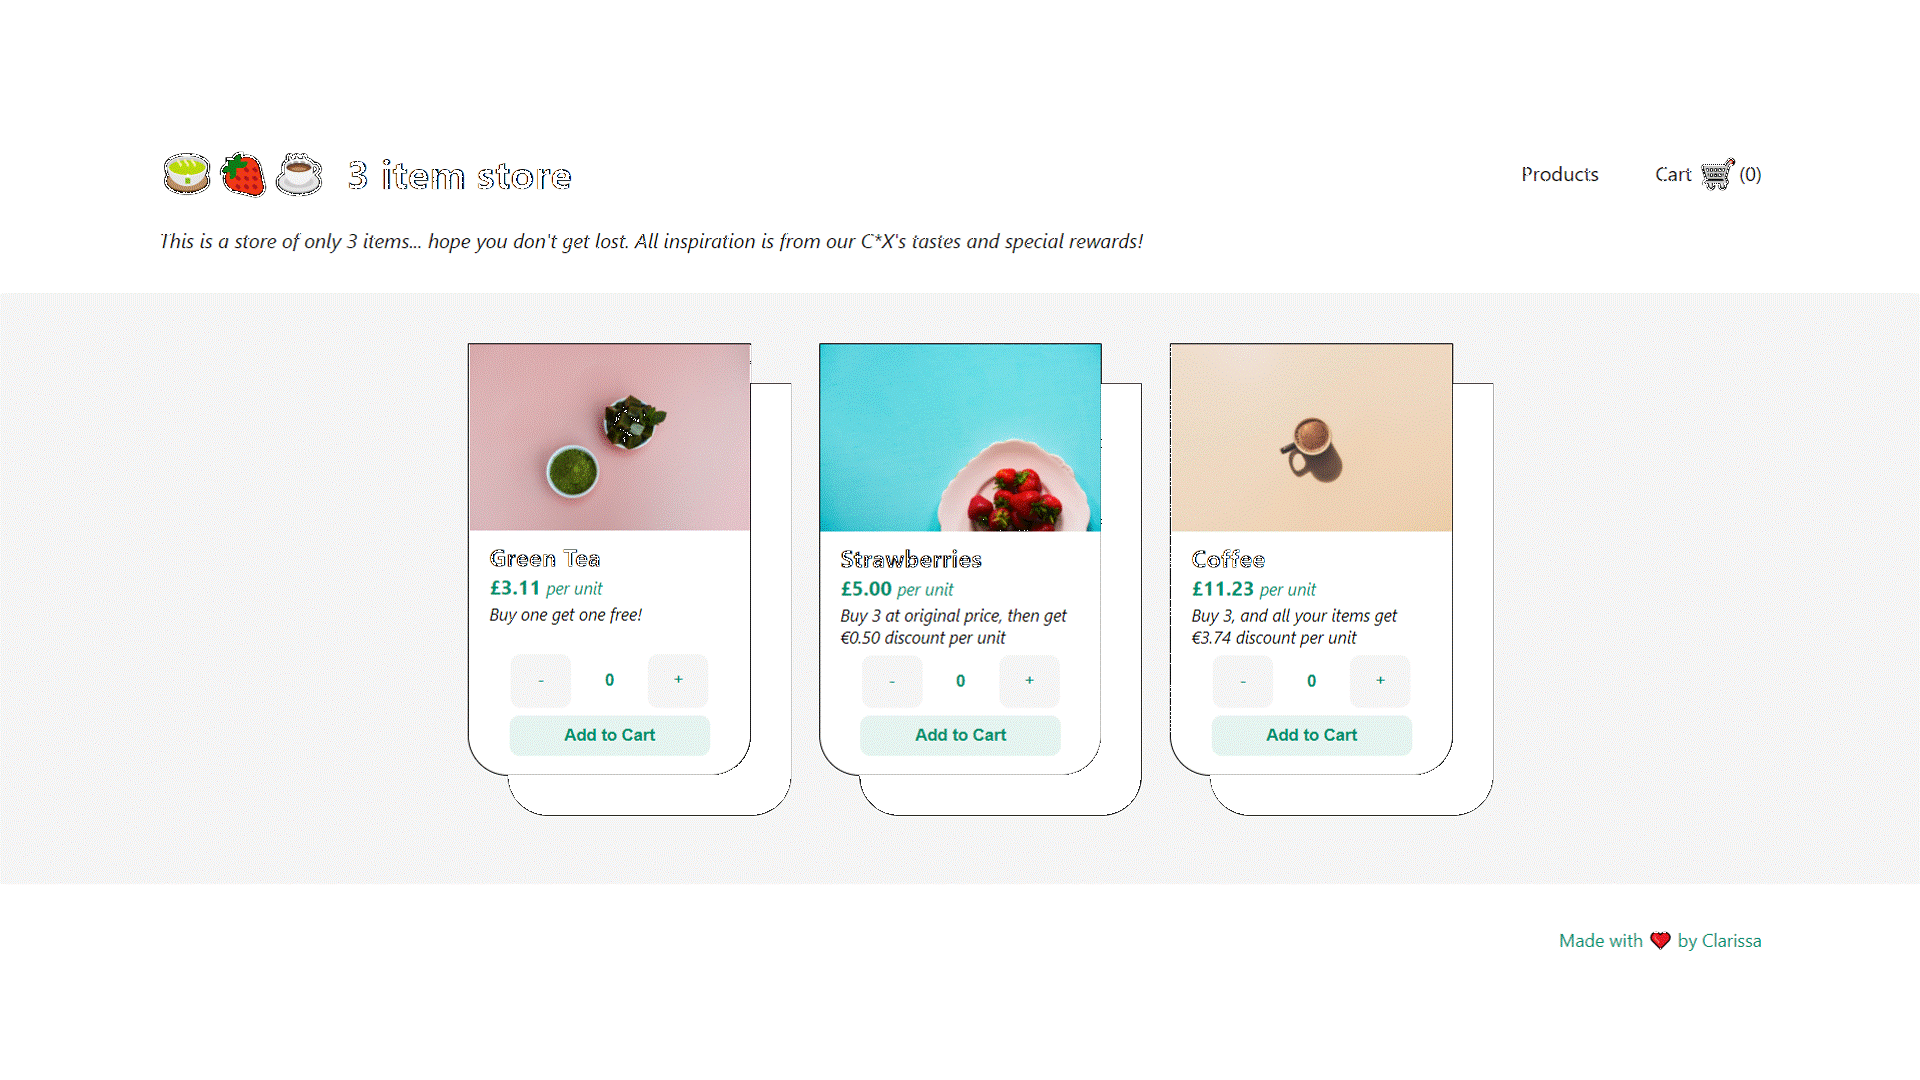 3 item store
Products
Cart (0)
This is a store of only 3 items... hope you don't get lost. All inspiration is from our C*X's tastes and special rewards!
Green Tea
£3.11 per unit
Buy one get one free!
- 0 +
Add to Cart
Strawberries
£5.00 per unit
Buy 3 at original price, then get
€0.50 discount per unit
- 0 +
Add to Cart
Coffee
£11.23 per unit
Buy 3, and all your items get
€3.74 discount per unit
- 0 +
Add to Cart
Made with ❤ by Clarissa